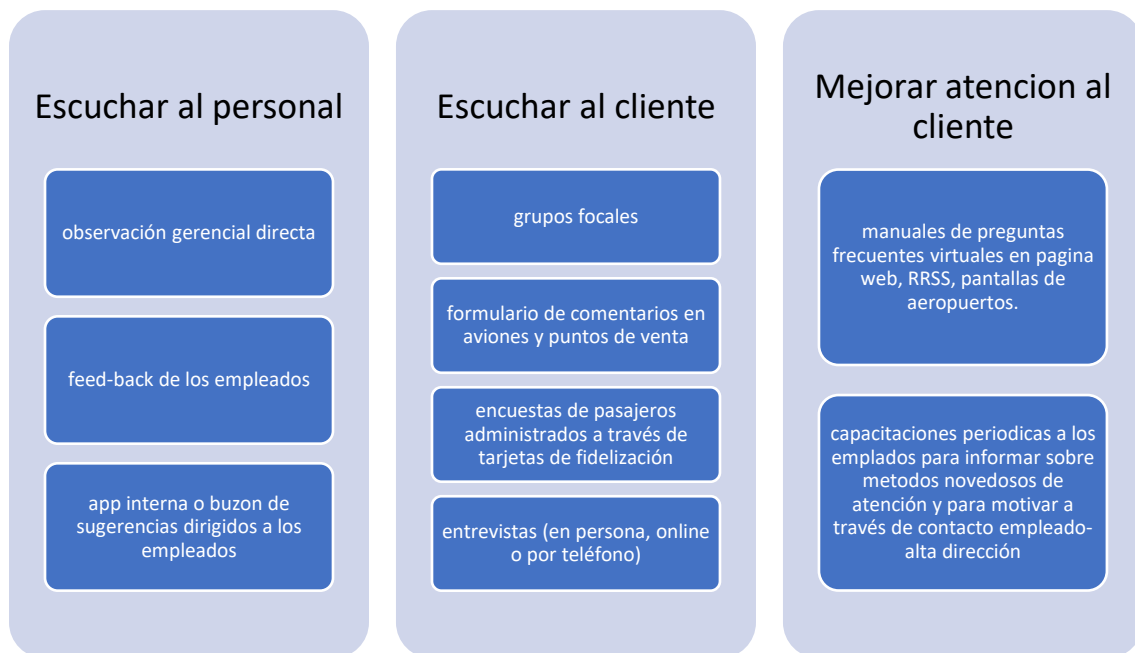 Escuchar al personal
observación gerencial directa
feed-back de los empleados
app interna o buzon de
sugerencias dirigidos a los
empleados
Escuchar al cliente
grupos focales
formulario de comentarios en
aviones y puntos de venta
encuestas de pasajeros
administrados a través de
tarjetas de fidelización
entrevistas (en persona, online
o por teléfono)
Mejorar atencion al
cliente
manuales de preguntas
frecuentes virtuales en pagina
web, RRSS, pantallas de
aeropuertos.
capacitaciones periodicas a los
emplados para informar sobre
metodos novedosos de
atención y para motivar a
través de contacto empleado-
alta dirección